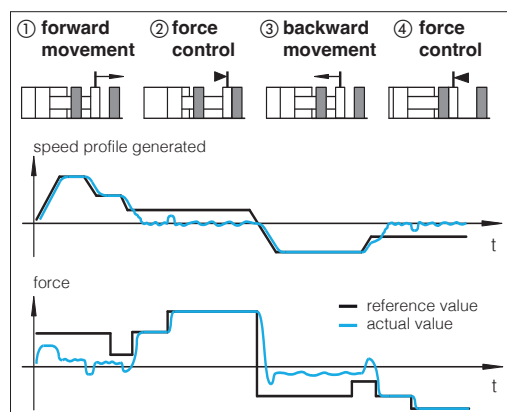 ① forward movement
② force control
③ backward movement
④ force control
speed profile generated
t
force
reference value
actual value
t